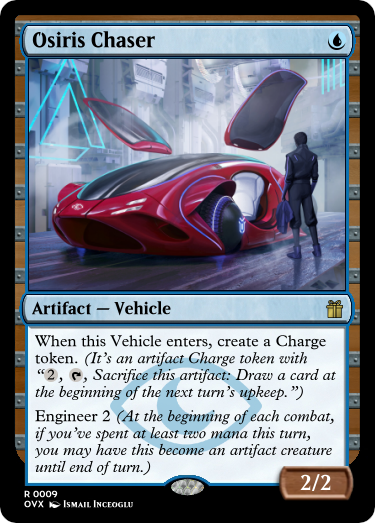 Osiris Chaser
Artifact — Vehicle
When this Vehicle enters, create a Charge
token. (It's an artifact Charge token with
“2, T, Sacrifice this artifact: Draw a card at
the beginning of the next turn's upkeep.”)
Engineer 2 (At the beginning of each combat,
if you've spent at least two mana this turn,
you may have this become an artifact creature
until end of turn.)
2/2
R 0009
OVX Ismail Inceoglu